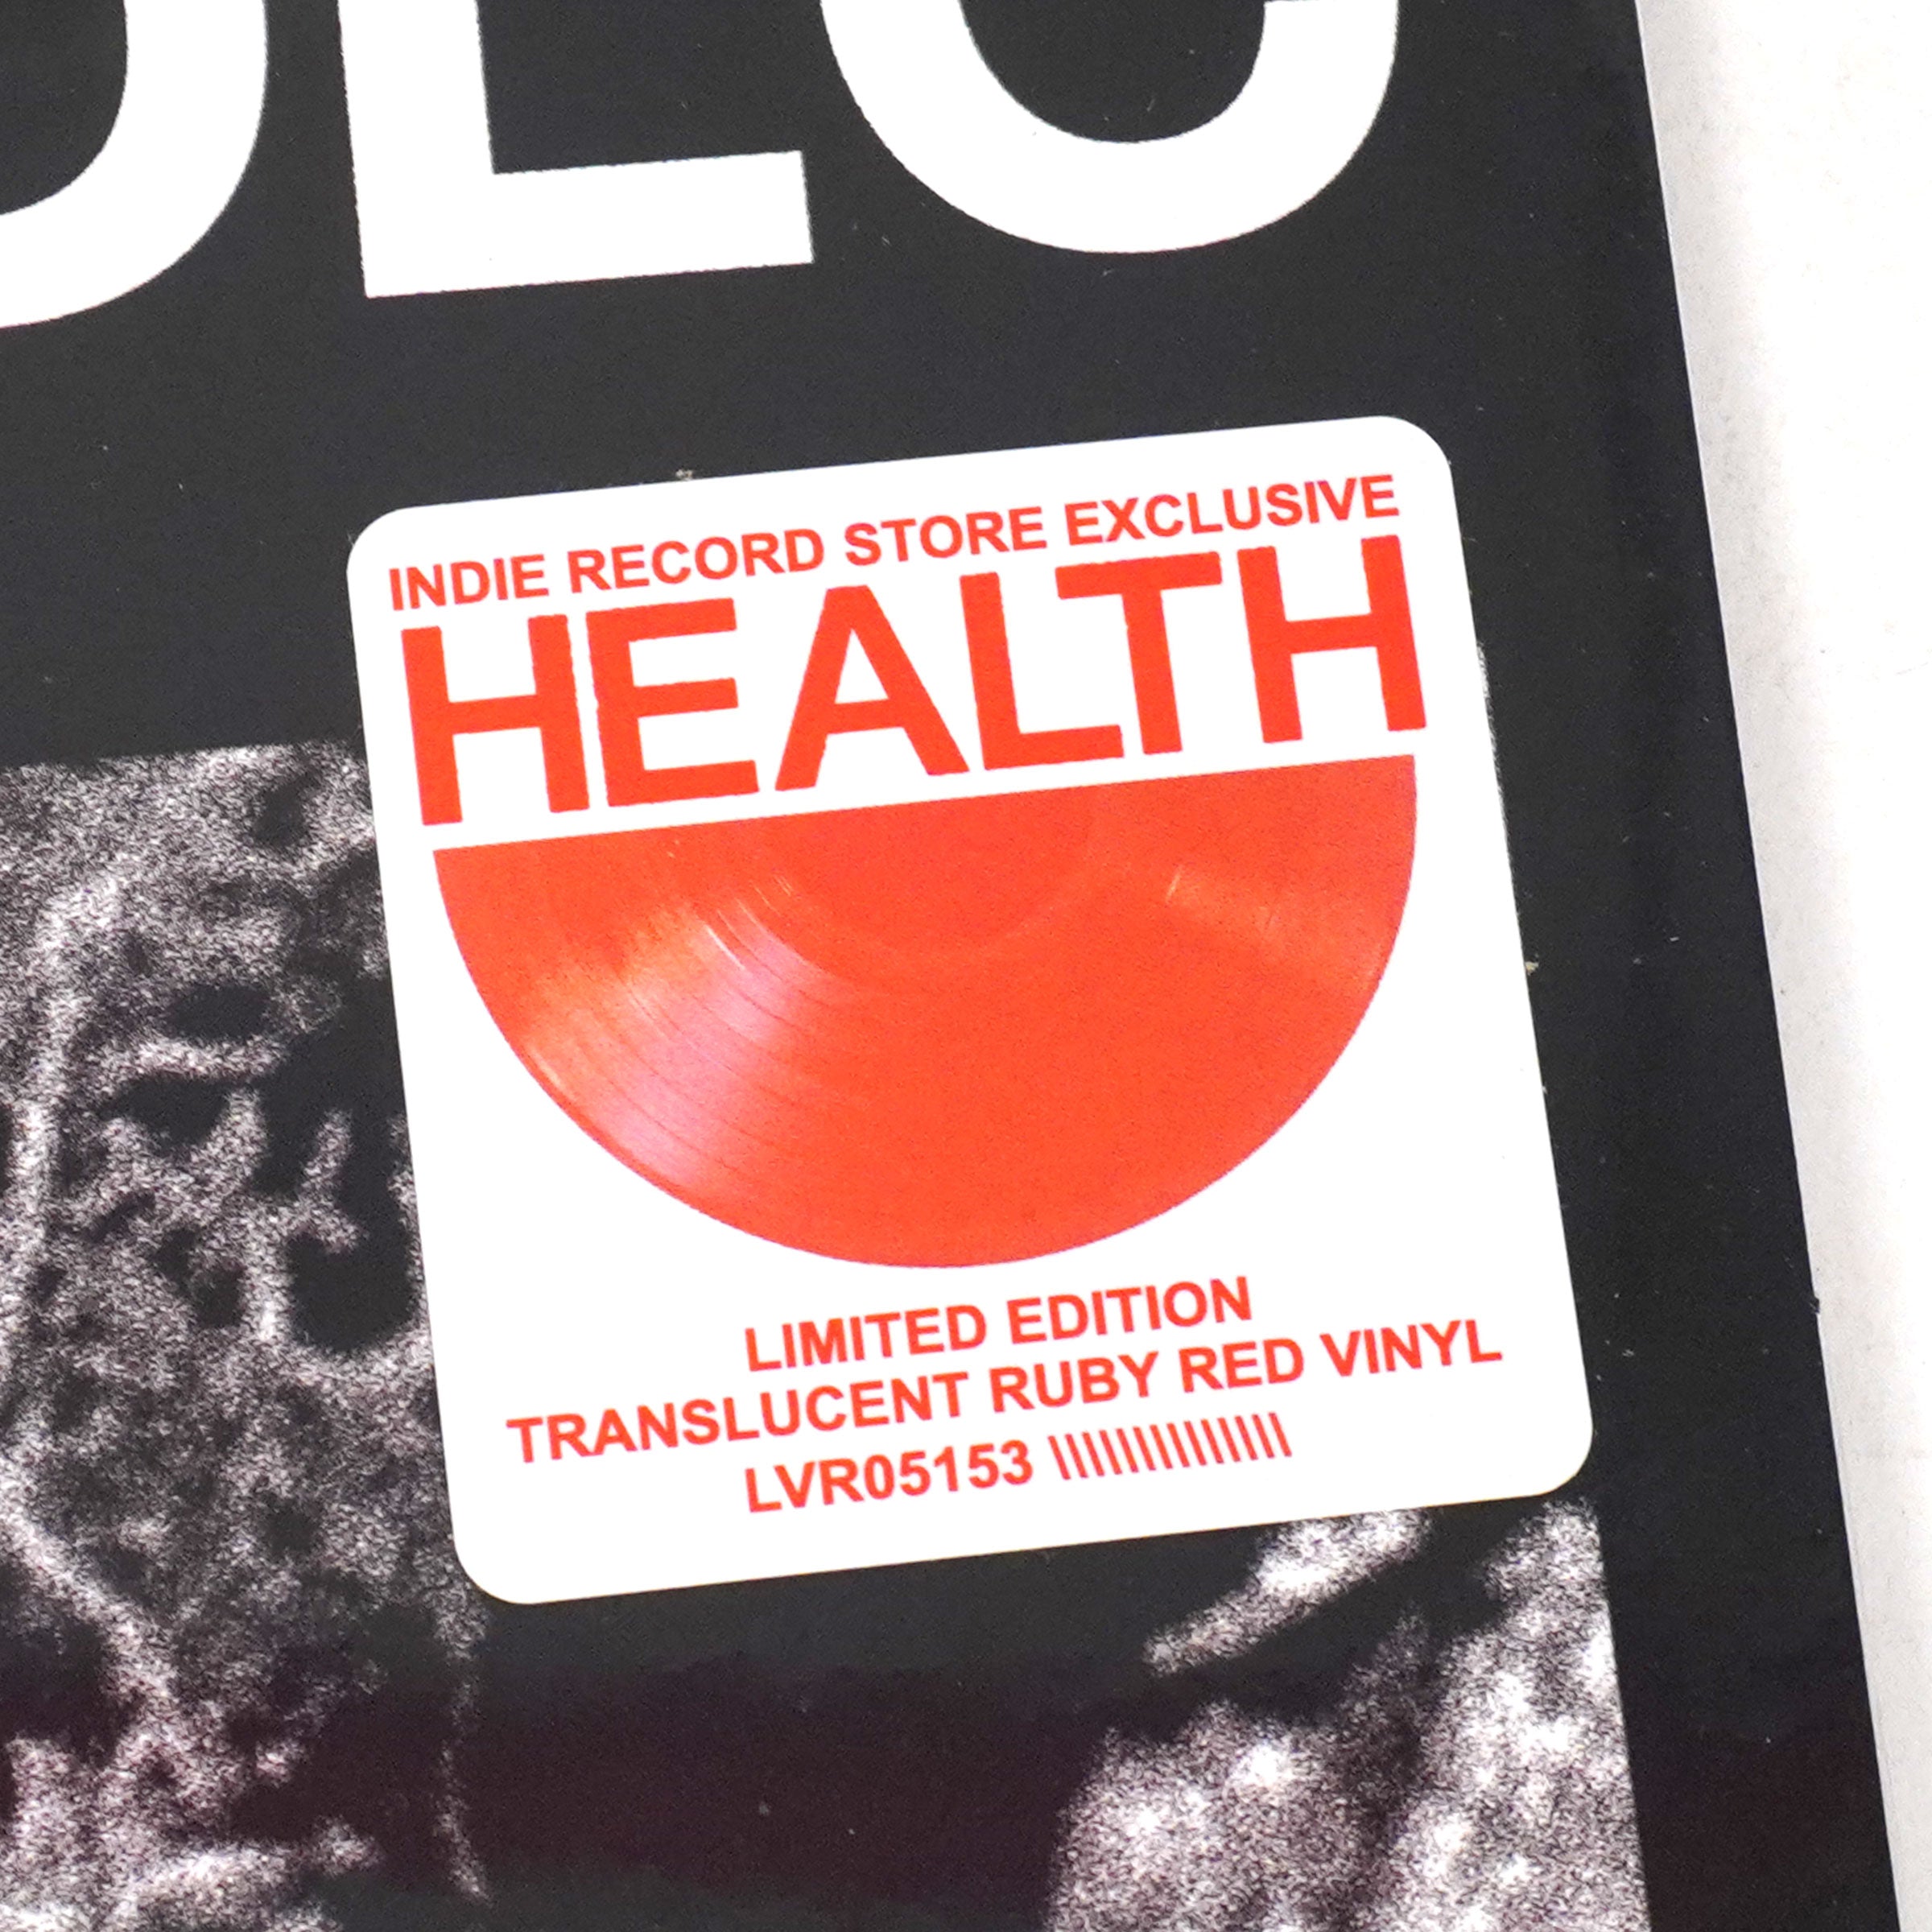 INDIE RECORD STORE EXCLUSIVE
HEALTH
LIMITED EDITION
TRANSLUCENT RUBY RED VINYL
LVR05153 \\\\\\\\\\\\\\